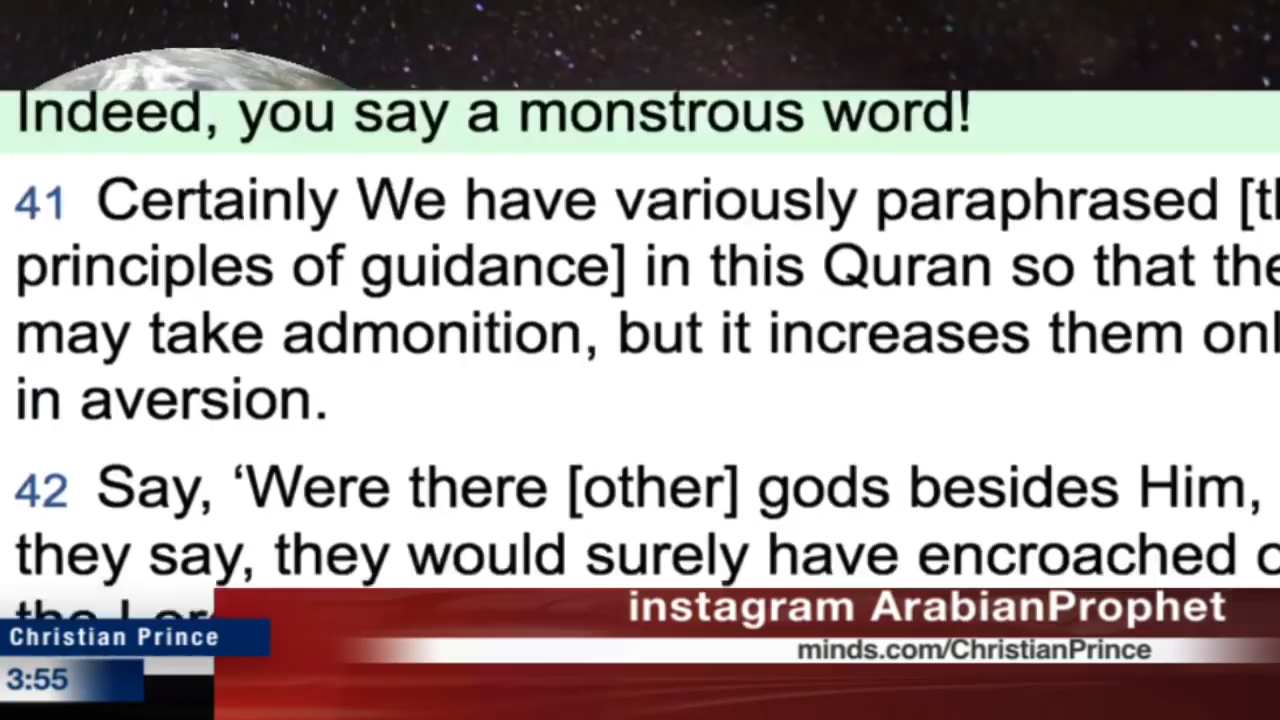 Indeed, you say a monstrous word!
41 Certainly We have variously paraphrased
principles of guidance] in this Quran so that
may take admonition, but it increases them
in aversion.
42 Say, ‘Were there [other] gods besides Him,
they say, they would surely have encroached
the
instagram ArabianProphet
Christian Prince
minds.com/ChristianPrince
3:55